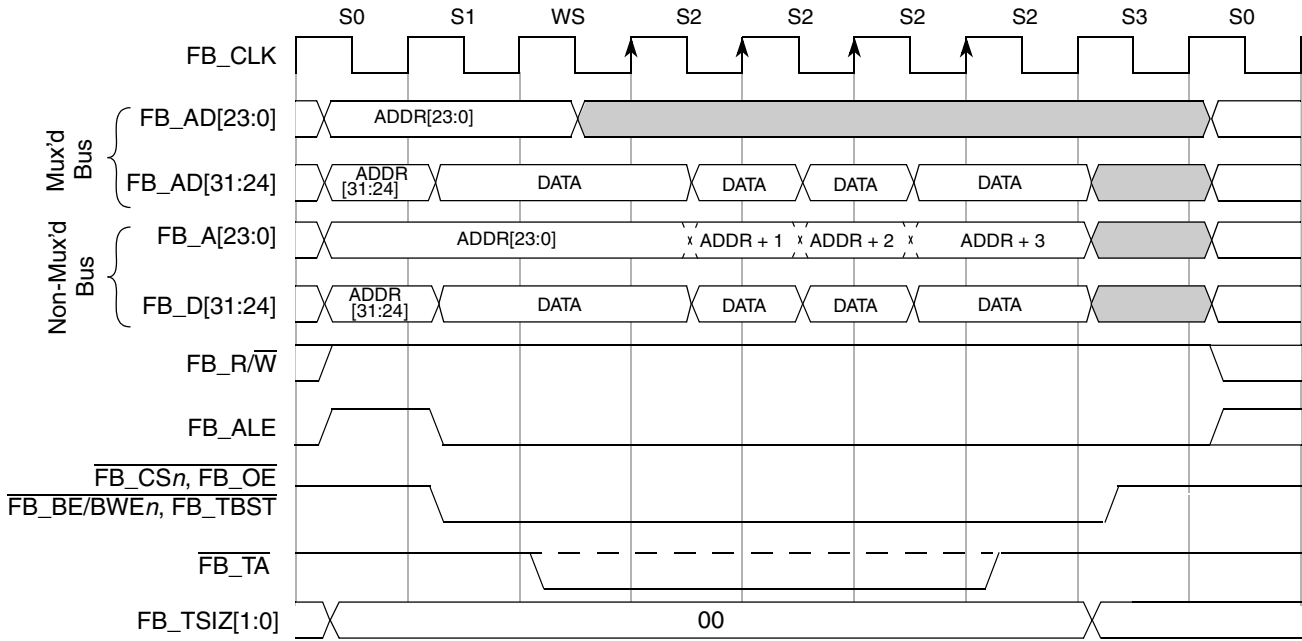 S0 S1 WS S2 S2 S2 S2 S3 S0
FB_CLK
Mux'd
Bus
FB_AD[23:0]
ADDR[23:0]
FB_AD[31:24]
ADDR
[31:24]
DATA DATA DATA DATA
Non-Mux'd
Bus
FB_A[23:0]
ADDR[23:0] ADDR + 1 ADDR + 2 ADDR + 3
FB_D[31:24]
ADDR
[31:24]
DATA DATA DATA DATA
FB_R/W
FB_ALE
FB_CSn, FB_OE
FB_BE/BWEn, FB_TBST
FB_TA
FB_TSIZ[1:0]
00